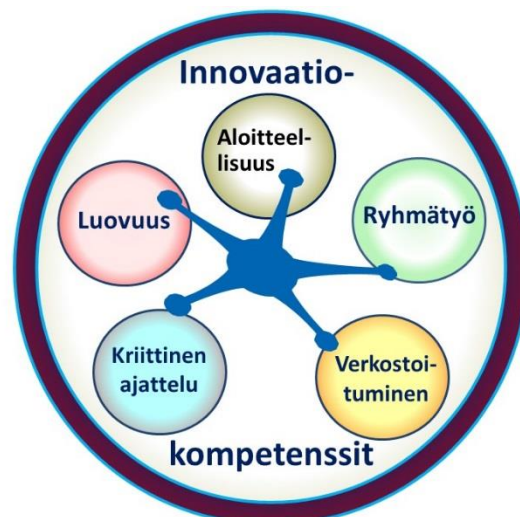 Innovaatio-
Aloitteel-
lisuus
Luovuus
Ryhmätyö
Kriittinen
ajattelu
Verkostoi-
tuminen
kompetenssit